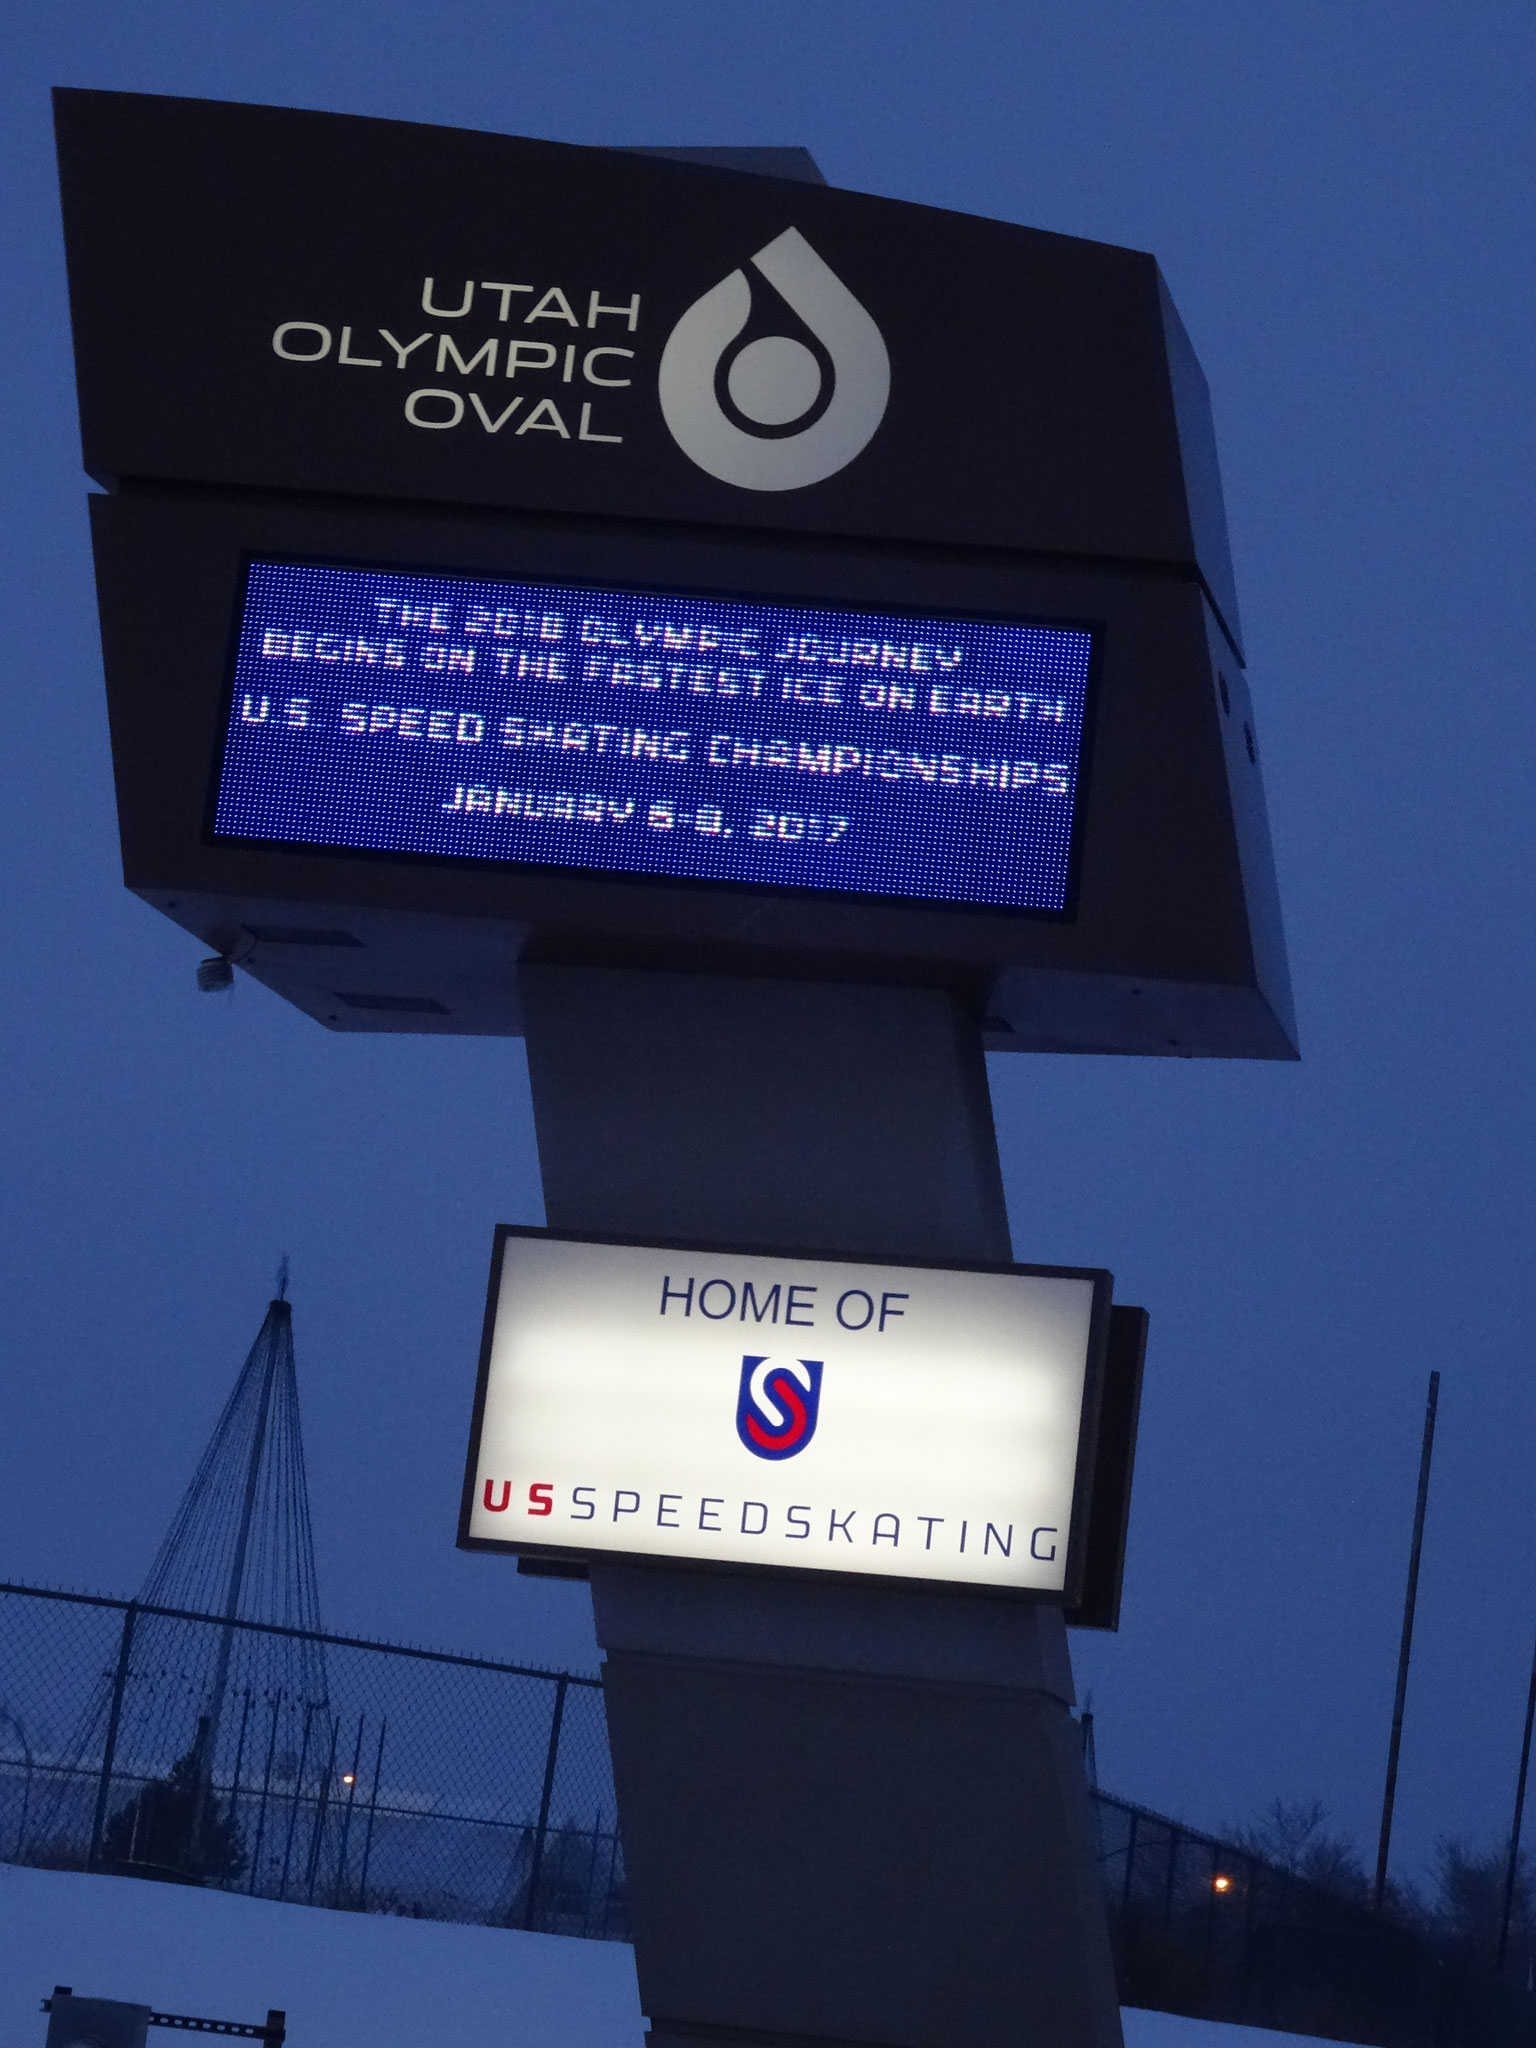 UTAH
OLYMPIC
OVAL
THE 2018 OLYMPIC JOURNEY
BEGINS ON THE FASTEST ICE ON EARTH
U.S. SPEED SKATING CHAMPIONSHIPS
JANUARY 6-8, 2017
HOME OF
US SPEEDSKATING